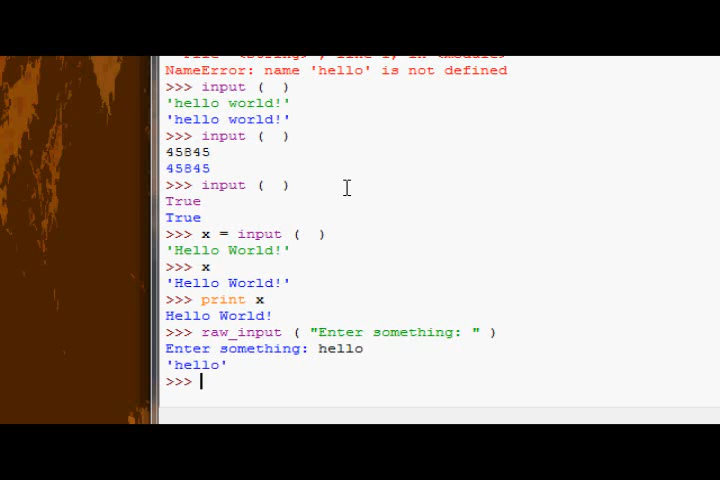 NameError: name 'hello' is not defined
>>> input (  )
'hello world!'
'hello world!'
>>> input (  )
45845
45845
>>> input (  )
True
True
>>> x = input (  )
'Hello World!'
>>> x
'Hello World!'
>>> print x
Hello World!
>>> raw_input ( "Enter something: " )
Enter something: hello
'hello'
>>>